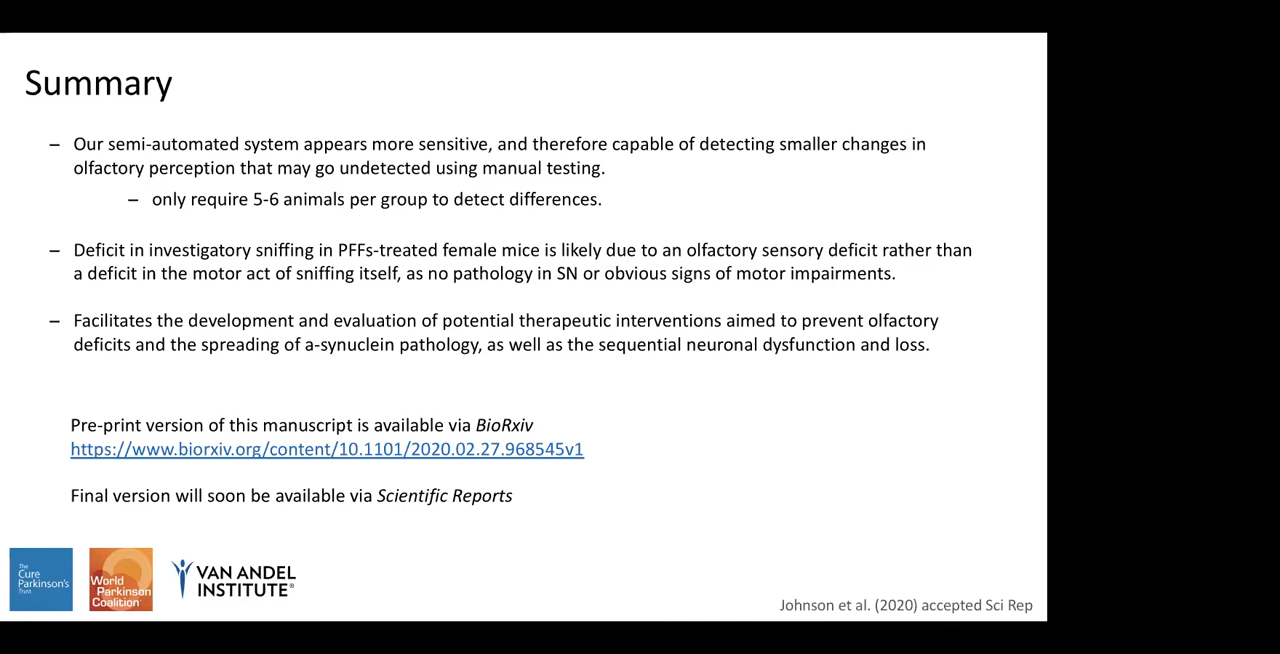 Summary
– Our semi-automated system appears more sensitive, and therefore capable of detecting smaller changes in
olfactory perception that may go undetected using manual testing.
– only require 5-6 animals per group to detect differences.
– Deficit in investigatory sniffing in PFFs-treated female mice is likely due to an olfactory sensory deficit rather than
a deficit in the motor act of sniffing itself, as no pathology in SN or obvious signs of motor impairments.
– Facilitates the development and evaluation of potential therapeutic interventions aimed to prevent olfactory
deficits and the spreading of a-synuclein pathology, as well as the sequential neuronal dysfunction and loss.
Pre-print version of this manuscript is available via BioRxiv
https://www.biorxiv.org/content/10.1101/2020.02.27.968545v1
Final version will soon be available via Scientific Reports
The
Cure
Parkinson's
Trust
World
Parkinson
Coalition
VAN ANDEL
INSTITUTE®
Johnson et al. (2020) accepted Sci Rep